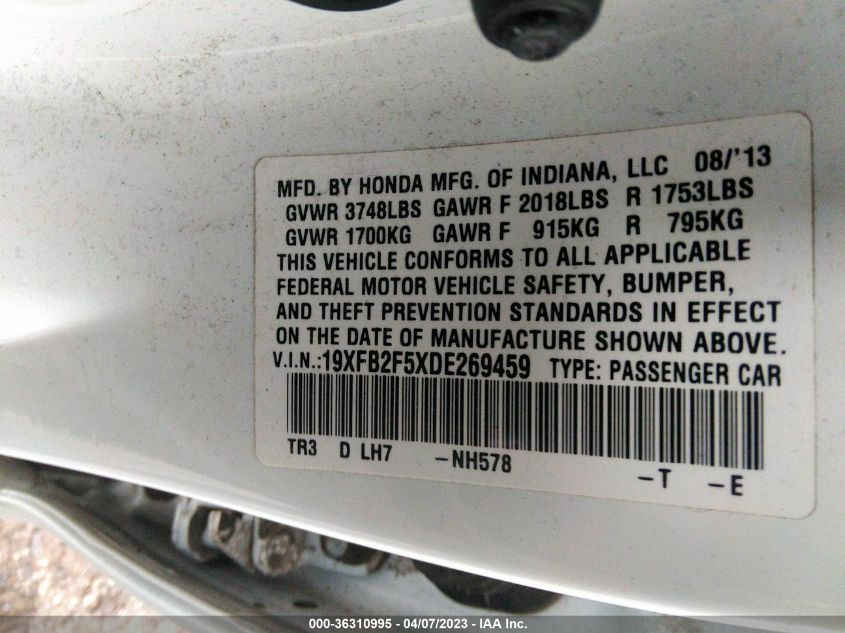 MFD. BY HONDA MFG. OF INDIANA, LLC 08/'13
GVWR 3748LBS GAWR F 2018LBS R 1753LBS
GVWR 1700KG GAWR F 915KG R 795KG
THIS VEHICLE CONFORMS TO ALL APPLICABLE
FEDERAL MOTOR VEHICLE SAFETY, BUMPER,
AND THEFT PREVENTION STANDARDS IN EFFECT
ON THE DATE OF MANUFACTURE SHOWN ABOVE.
V.I.N.:19XFB2F5XDE269459 TYPE: PASSENGER CAR
TR3 D LH7 -NH578 -T -E
000-36310995 - 04/07/2023 - IAA Inc.